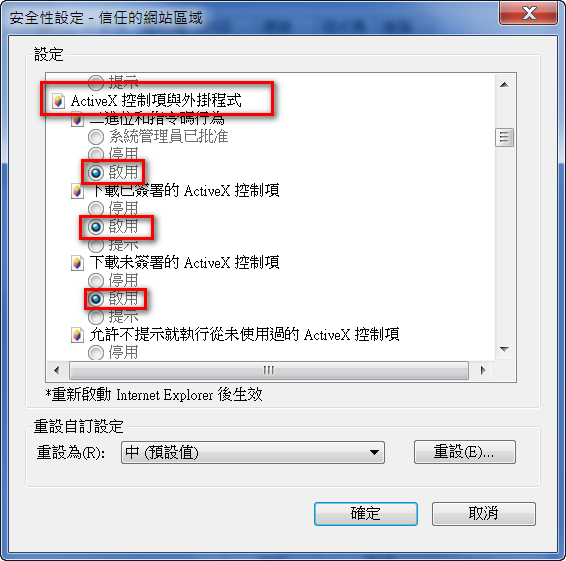 安全性設定 - 信任的網站區域
設定
提示
ActiveX 控制項與外掛程式
二進位和指令碼行為
系統管理員已批准
停用
啟用
下載已簽署的 ActiveX 控制項
停用
啟用
提示
下載未簽署的 ActiveX 控制項
停用
啟用
提示
允許不提示就執行從未使用過的 ActiveX 控制項
停用
*重新啟動 Internet Explorer 後生效
重設自訂設定
重設為(R):
中 (預設值)
重設(E)...
確定
取消